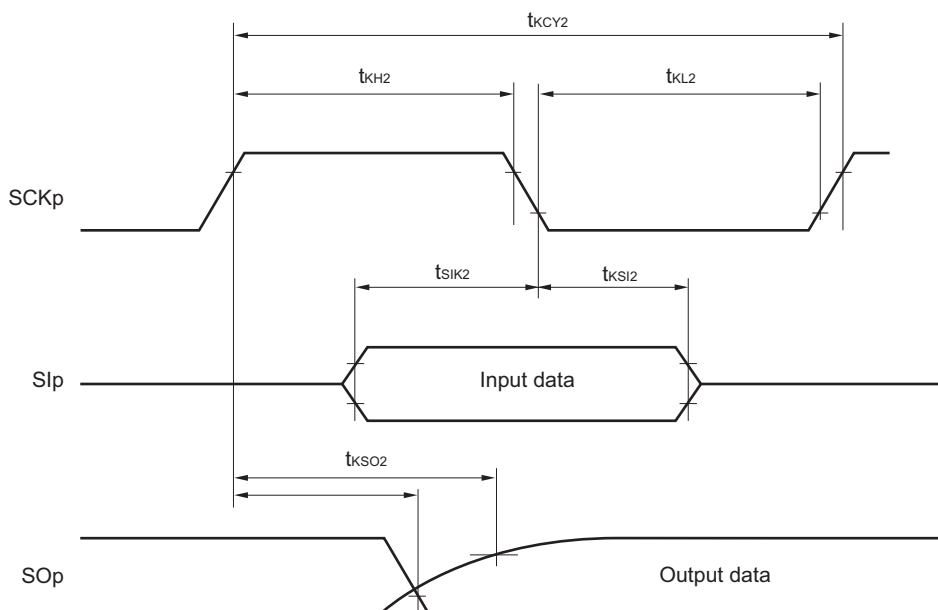 tKCY2
tKH2
tKL2
SCKp
tSIK2
tKSI2
SIp
Input data
tKSO2
SOp
Output data